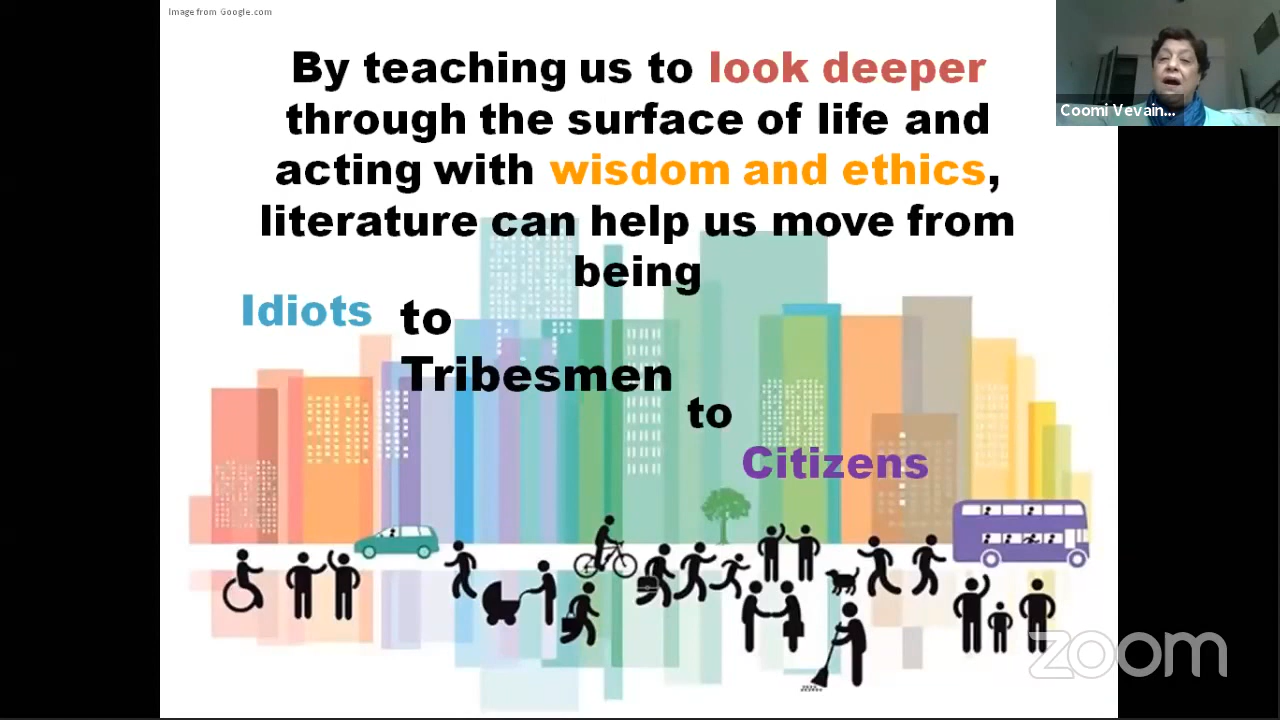 Image from Google.com
By teaching us to look deeper
through the surface of life and
acting with wisdom and ethics,
literature can help us move from
being
Idiots
to
Tribesmen
to
Citizens
Coomi Vevain...
zoom